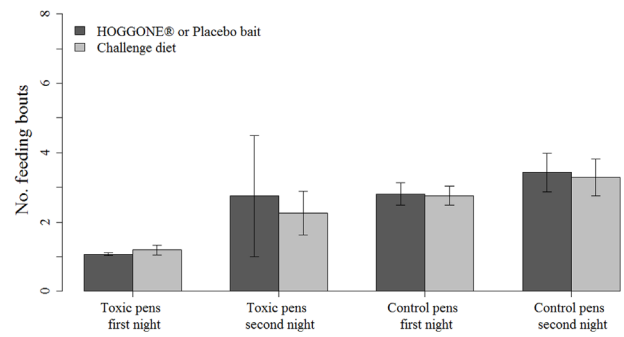 8
6
4
2
0
No. feeding bouts
HOGGONE® or Placebo bait
Challenge diet
Toxic pens
first night
Toxic pens
second night
Control pens
first night
Control pens
second night